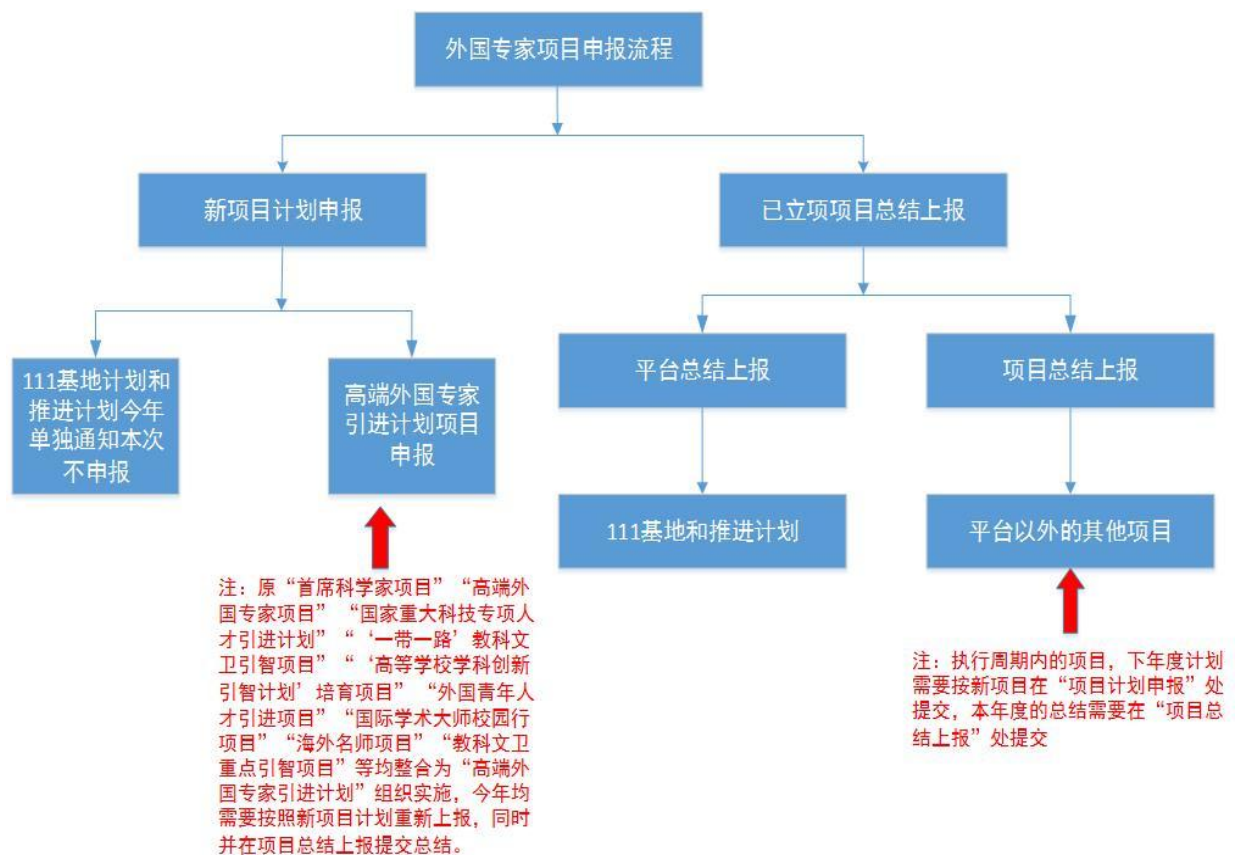 外国专家项目申报流程
新项目计划申报
已立项项目总结上报
111基地计划和
推进计划今年
单独通知本次
不申报
高端外国专家
引进计划项目
申报
平台总结上报
项目总结上报
111基地和推进计划
平台以外的其他项目
注：原“首席科学家项目”“高端外
国专家项目”“国家重大科技专项人
才引进计划”“‘一带一路’教科文
卫引智项目”“‘高等学校学科创新
引智计划’培育项目”“外国青年人
才引进项目”“国际学术大师校园行
项目”“海外名师项目”“教科文卫
重点引智项目”等均整合为“高端外
国专家引进计划”组织实施，今年均
需要按照新项目计划重新上报，同时
并在项目总结上报提交总结。
注：执行周期内的项目，下年度计划
需要按新项目在“项目计划申报”处
提交，本年度的总结需要在“项目总
结上报”处提交